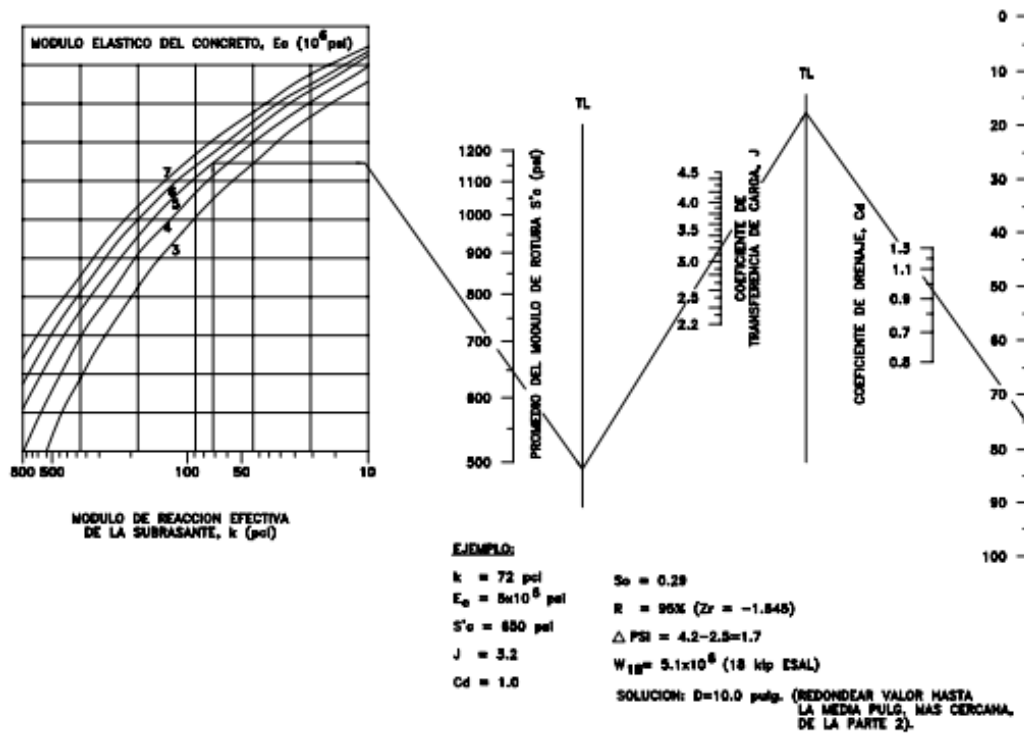 MODULO ELASTICO DEL CONCRETO, Ec (10⁶ psi)
7
6
5
4
3
800 500 100 50 10
MODULO DE REACCION EFECTIVA
DE LA SUBRASANTE, k (pci)
TL
1200
1100
1000
900
800
700
600
500
PROMEDIO DEL MODULO DE ROTURA S'c (psi)
4.5
4.0
3.5
3.0
2.5
2.2
COEFICIENTE DE
TRANSFERENCIA DE CARGA, J
TL
COEFICIENTE DE DRENAJE, Cd
1.3
1.1
0.9
0.7
0.6
0
10
20
30
40
50
60
70
80
90
100
EJEMPLO:
k = 72 pci
Ec = 5x10⁶ psi
S'c = 650 psi
J = 3.2
Cd = 1.0
So = 0.29
R = 95% (Zr = -1.645)
△ PSI = 4.2-2.5=1.7
W18= 5.1x10⁶ (18 kip ESAL)
SOLUCION: D=10.0 pulg. (REDONDEAR VALOR HASTA
LA MEDIA PULG. MAS CERCANA,
DE LA PARTE 2).